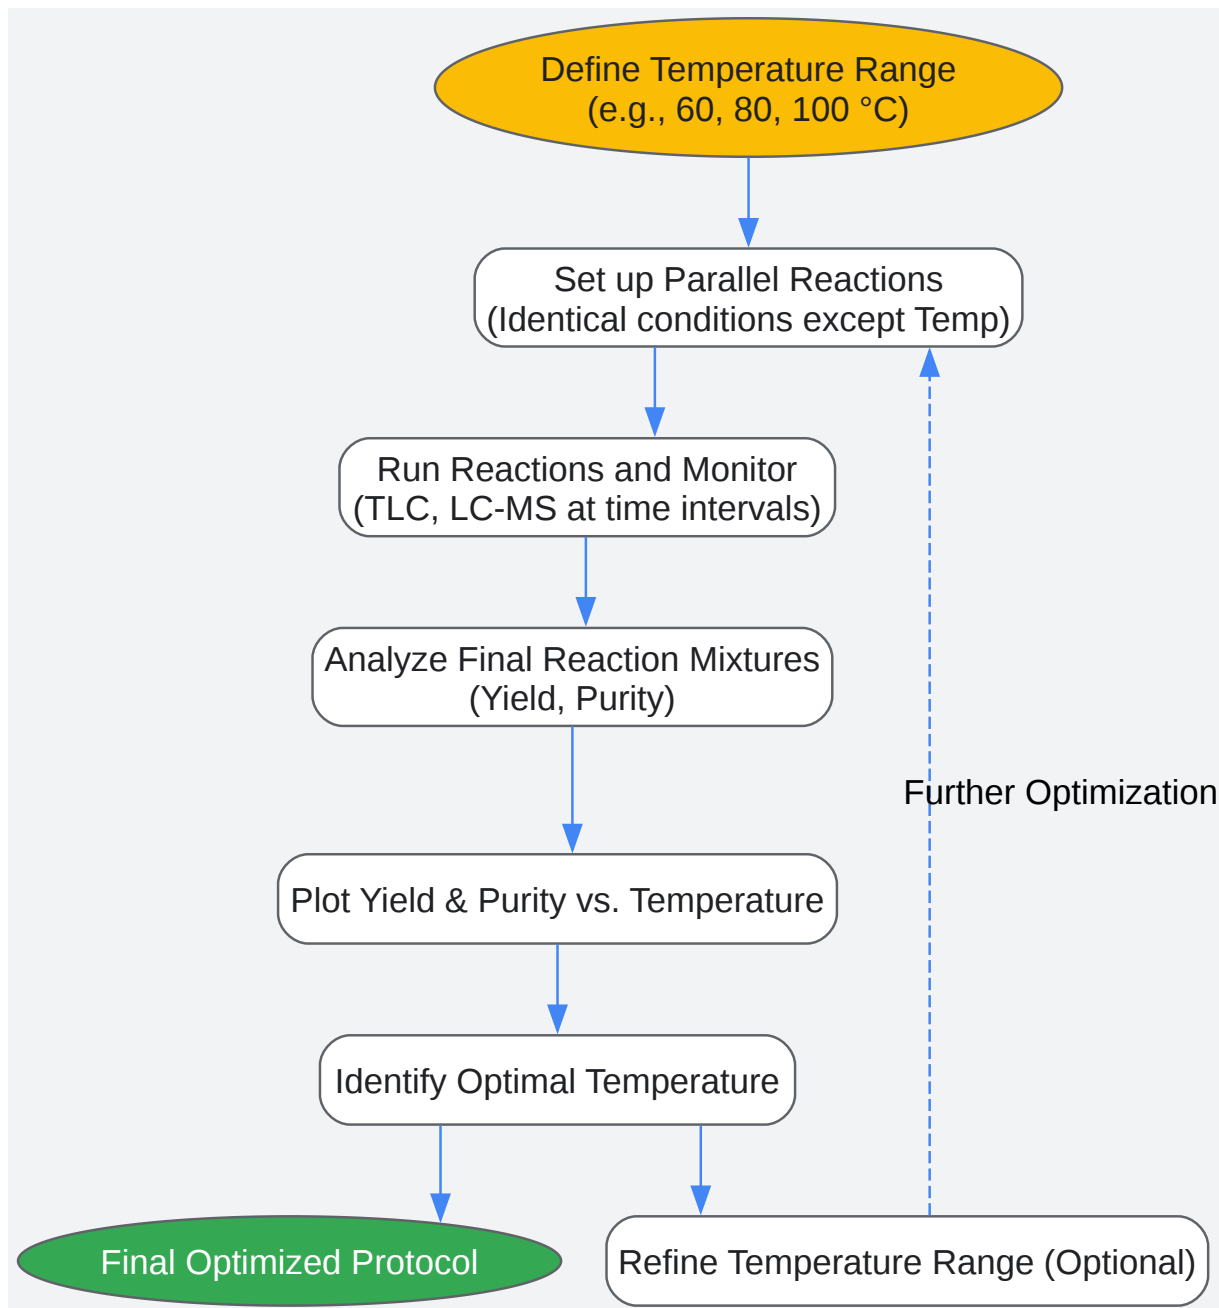 Define Temperature Range
(e.g., 60, 80, 100 °C)
Set up Parallel Reactions
(Identical conditions except Temp)
Run Reactions and Monitor
(TLC, LC-MS at time intervals)
Analyze Final Reaction Mixtures
(Yield, Purity)
Further Optimization
Plot Yield & Purity vs. Temperature
Identify Optimal Temperature
Final Optimized Protocol
Refine Temperature Range (Optional)